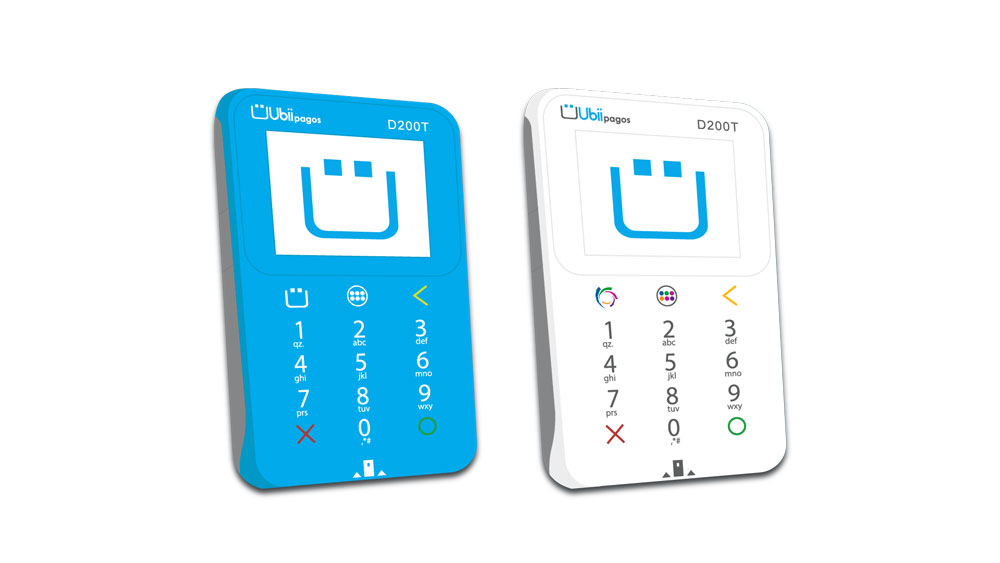 Ubii pagos
D200T
1 2 3
qz. abc def
4 5 6
ghi jkl mno
7 8 9
prs tuv wxy
0
,*#
Ubii pagos
D200T
1 2 3
qz. abc def
4 5 6
ghi jkl mno
7 8 9
prs tuv wxy
0
,*#